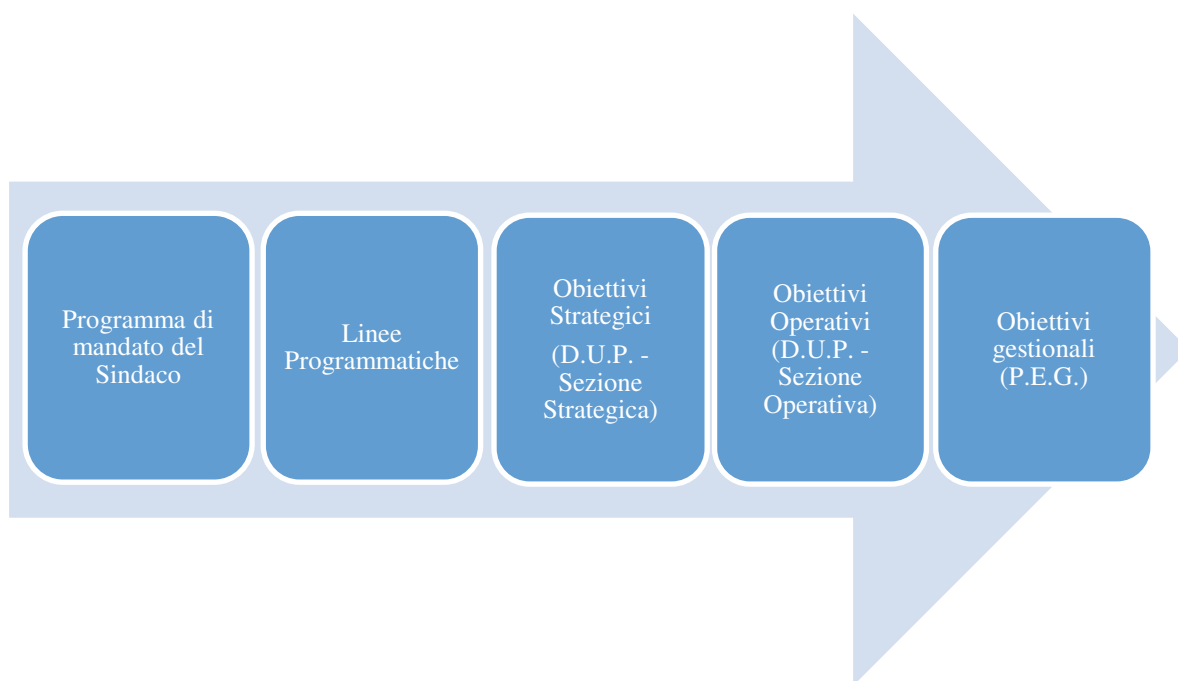 Programma di
mandato del
Sindaco
Linee
Programmatiche
Obiettivi
Strategici
(D.U.P. -
Sezione
Strategica)
Obiettivi
Operativi
(D.U.P. -
Sezione
Operativa)
Obiettivi
gestionali
(P.E.G.)